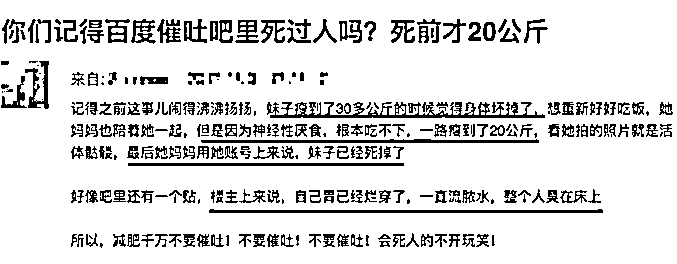 你们记得百度催吐吧里死过人吗？死前才20公斤
来自:
记得之前这事儿闹得沸沸扬扬，妹子瘦到了30多公斤的时候觉得身体坏掉了，想重新好好吃饭，她
妈妈也陪着她一起，但是因为神经性厌食，根本吃不下，一路瘦到了20公斤，看她拍的照片就是活
体骷髅，最后她妈妈用她账号上来说，妹子已经死掉了
好像吧里还有一个贴，楼主上来说，自己胃已经烂穿了，一直流脓水，整个人臭在床上
所以，减肥千万不要催吐！不要催吐！不要催吐！会死人的不开玩笑！